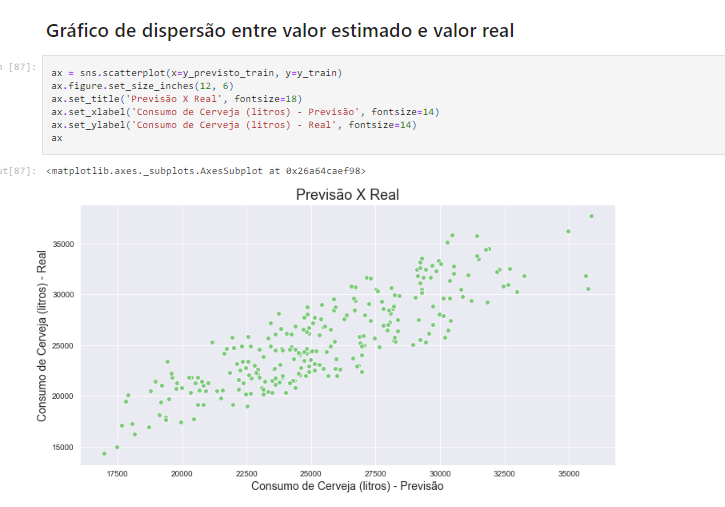 Gráfico de dispersão entre valor estimado e valor real
n [87]:
ax = sns.scatterplot(x=y_previsto_train, y=y_train)
ax.figure.set_size_inches(12, 6)
ax.set_title('Previsão X Real', fontsize=18)
ax.set_xlabel('Consumo de Cerveja (litros) - Previsão', fontsize=14)
ax.set_ylabel('Consumo de Cerveja (litros) - Real', fontsize=14)
ax
ut[87]: <matplotlib.axes._subplots.AxesSubplot at 0x26a64caef98>
Previsão X Real
Consumo de Cerveja (litros) - Real
35000
30000
25000
20000
15000
17500 20000 22500 25000 27500 30000 32500 35000
Consumo de Cerveja (litros) - Previsão